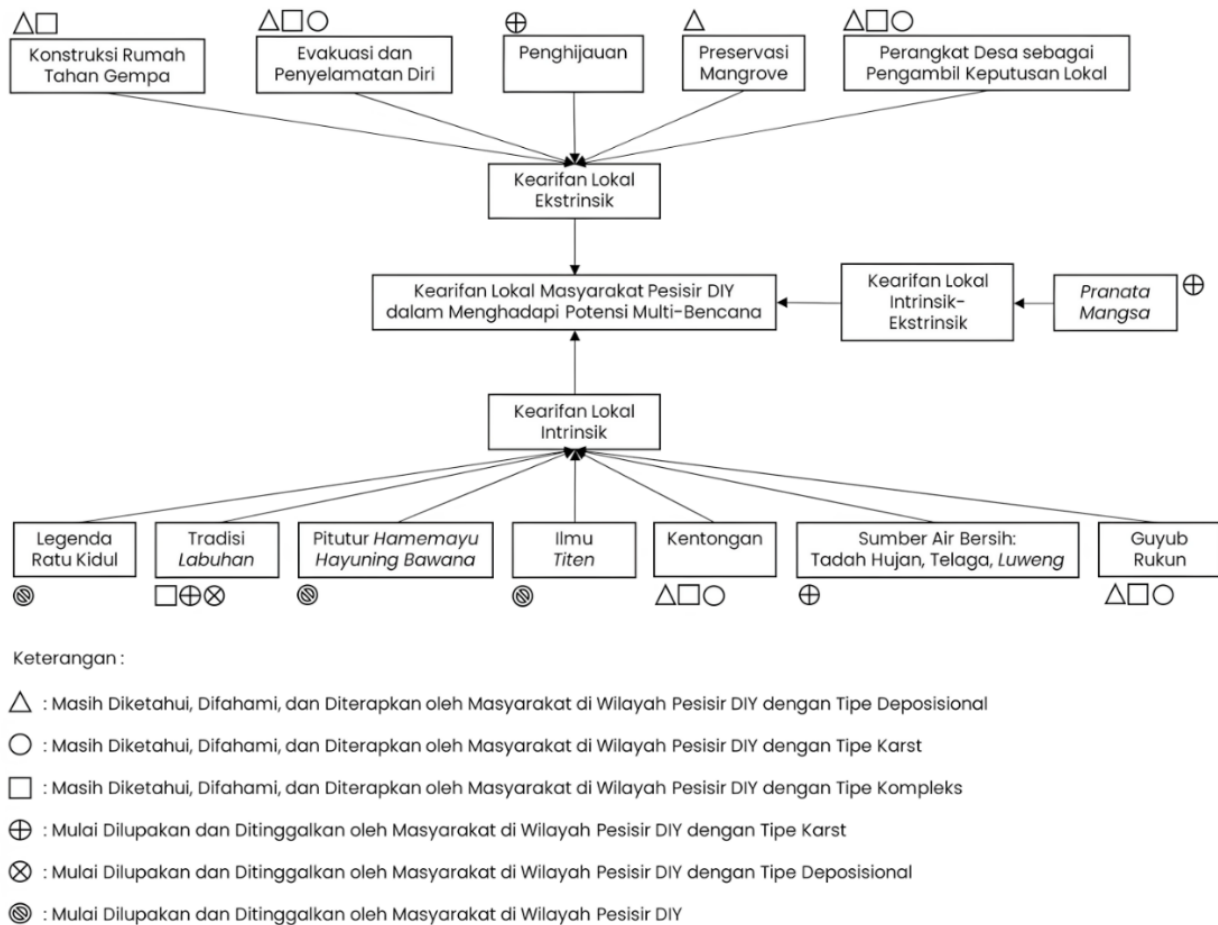 Konstruksi Rumah
Tahan Gempa
Evakuasi dan
Penyelamatan Diri
Penghijauan
Preservasi
Mangrove
Perangkat Desa sebagai
Pengambil Keputusan Lokal
Kearifan Lokal
Ekstrinsik
Kearifan Lokal Masyarakat Pesisir DIY
dalam Menghadapi Potensi Multi-Bencana
Kearifan Lokal
Intrinsik-
Ekstrinsik
Pranata
Mangsa
Kearifan Lokal
Intrinsik
Legenda
Ratu Kidul
Tradisi
Labuhan
Pitutur Hamemayu
Hayuning Bawana
Ilmu
Titen
Kentongan
Sumber Air Bersih:
Tadah Hujan, Telaga, Luweng
Guyub
Rukun
Keterangan :
: Masih Diketahui, Difahami, dan Diterapkan oleh Masyarakat di Wilayah Pesisir DIY dengan Tipe Deposisional
: Masih Diketahui, Difahami, dan Diterapkan oleh Masyarakat di Wilayah Pesisir DIY dengan Tipe Karst
: Masih Diketahui, Difahami, dan Diterapkan oleh Masyarakat di Wilayah Pesisir DIY dengan Tipe Kompleks
: Mulai Dilupakan dan Ditinggalkan oleh Masyarakat di Wilayah Pesisir DIY dengan Tipe Karst
: Mulai Dilupakan dan Ditinggalkan oleh Masyarakat di Wilayah Pesisir DIY dengan Tipe Deposisional
: Mulai Dilupakan dan Ditinggalkan oleh Masyarakat di Wilayah Pesisir DIY